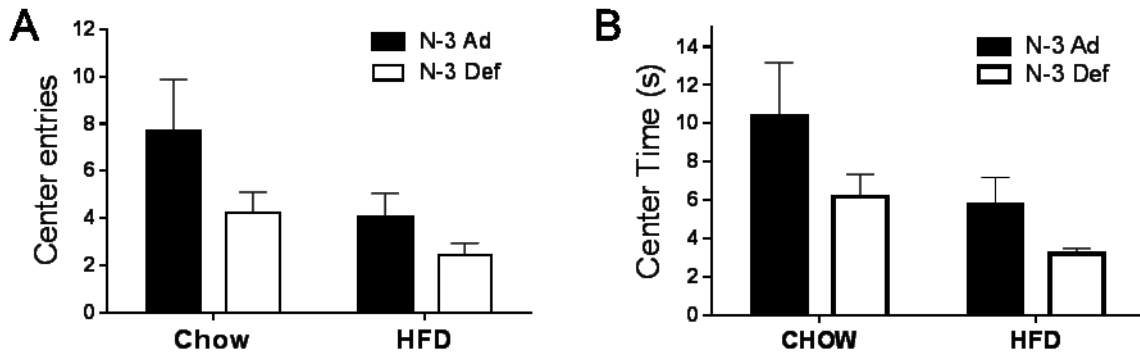 A
Center entries
12
10
8
6
4
2
0
N-3 Ad
N-3 Def
Chow HFD
B
Center Time (s)
14
12
10
8
6
4
2
0
N-3 Ad
N-3 Def
CHOW HFD